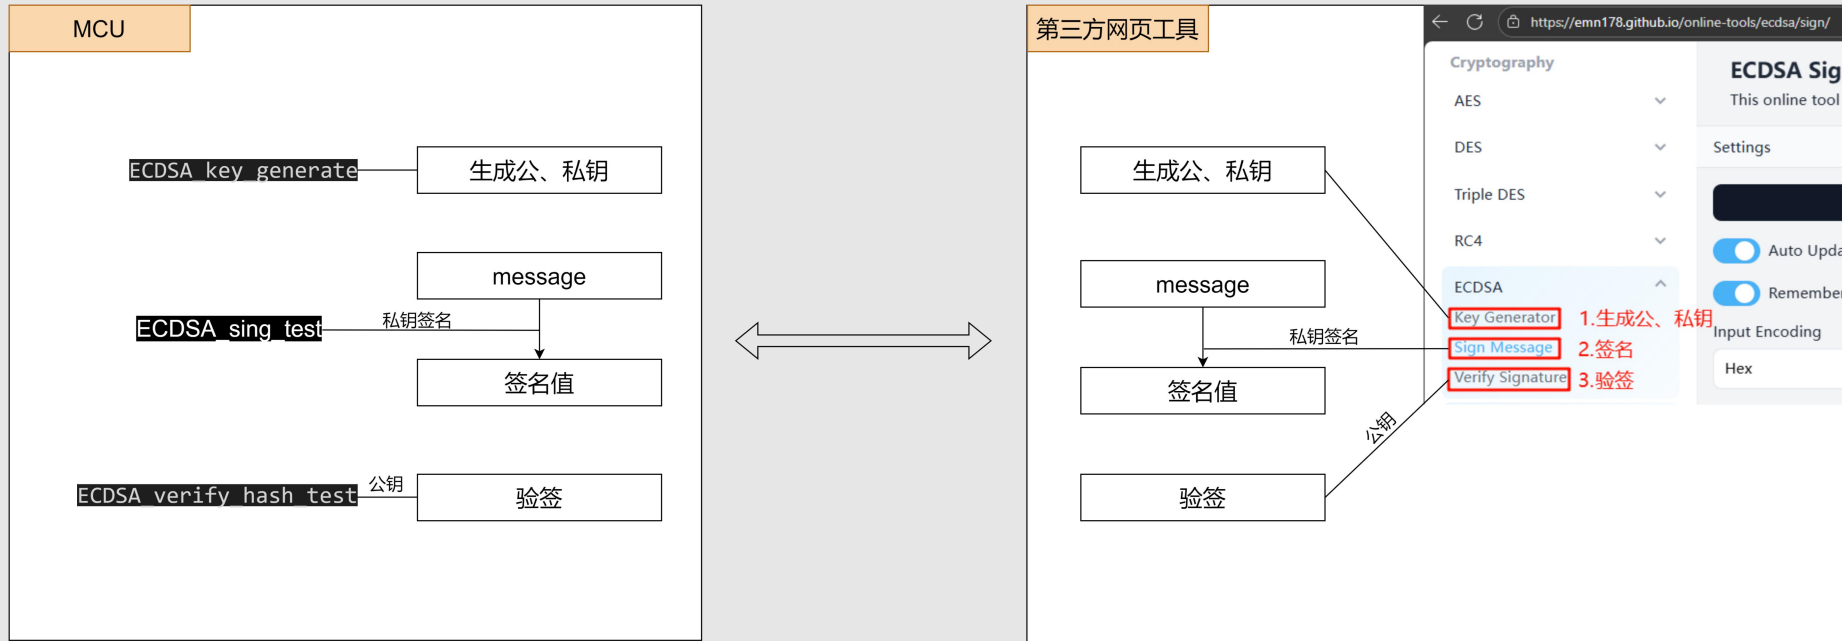 MCU
ECDSA_key_generate
生成公、私钥
message
ECDSA_sing_test
私钥签名
签名值
ECDSA_verify_hash_test
公钥
验签
第三方网页工具
生成公、私钥
message
私钥签名
签名值
公钥
验签
https://emn178.github.io/online-tools/ecdsa/sign/
Cryptography
AES
DES
Triple DES
RC4
ECDSA
Key Generator
1.生成公、私钥
Sign Message
2.签名
Verify Signature
3.验签
ECDSA Sig
This online tool
Settings
Auto Upda
Remember
Input Encoding
Hex